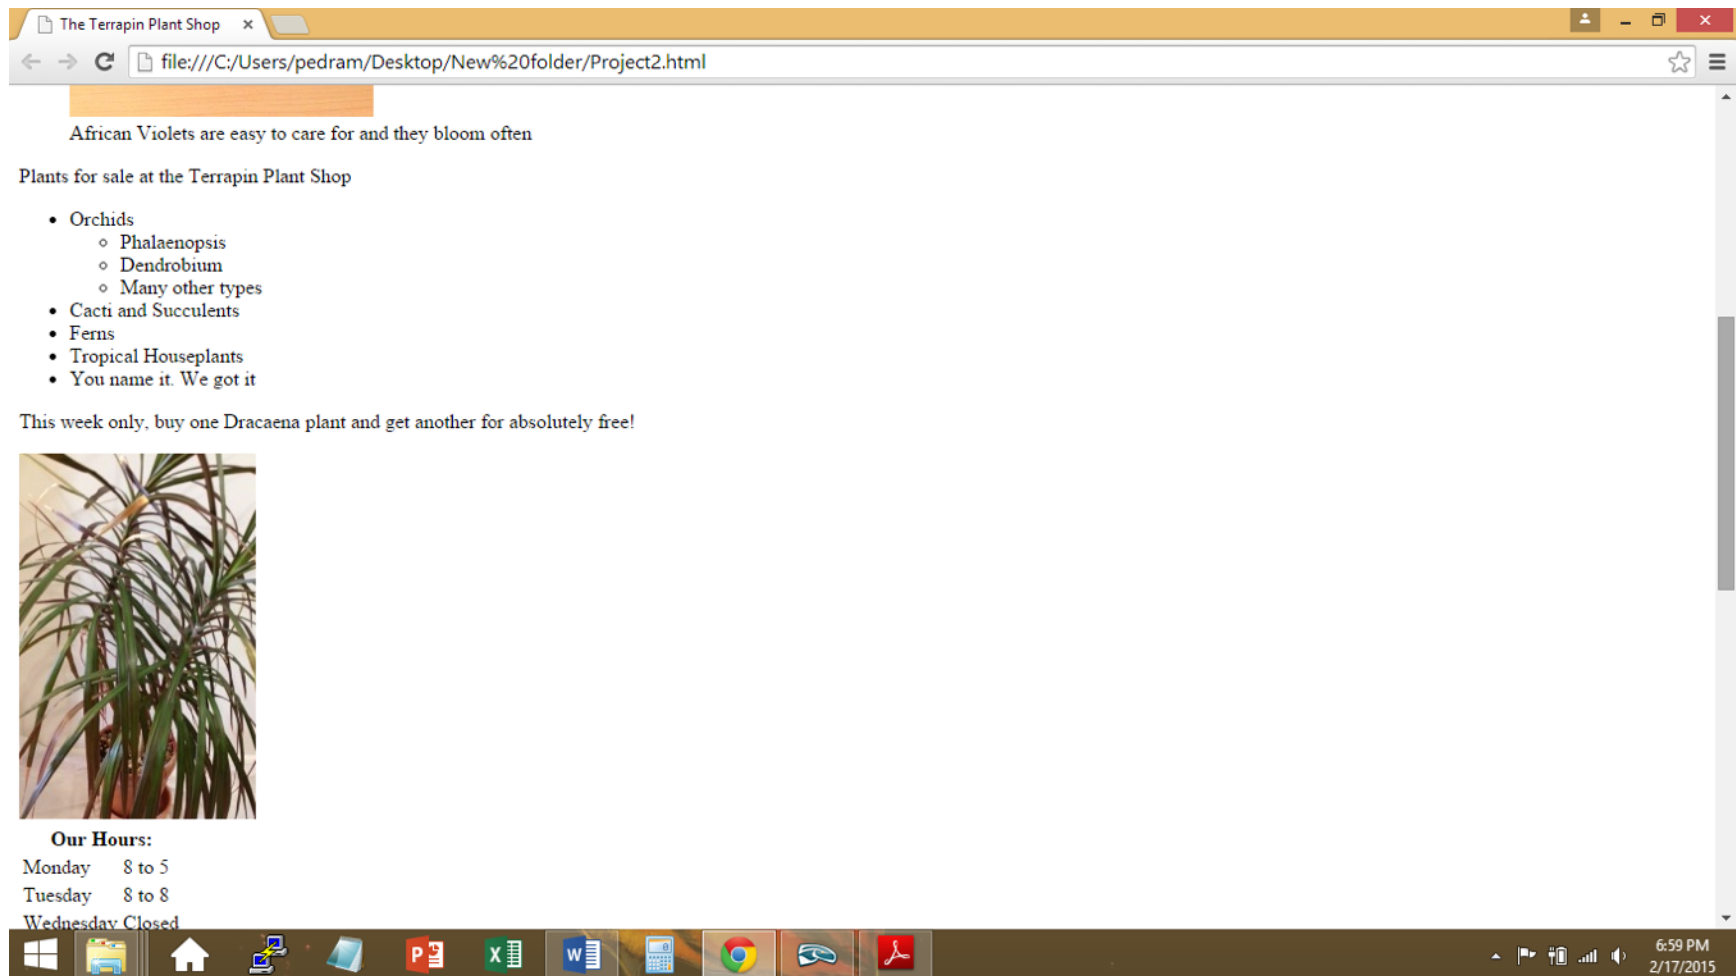 The Terrapin Plant Shop
file:///C:/Users/pedram/Desktop/New%20folder/Project2.html
African Violets are easy to care for and they bloom often
Plants for sale at the Terrapin Plant Shop
Orchids
Phalaenopsis
Dendrobium
Many other types
Cacti and Succulents
Ferns
Tropical Houseplants
You name it. We got it
This week only, buy one Dracaena plant and get another for absolutely free!
Our Hours:
Monday 8 to 5
Tuesday 8 to 8
Wednesday Closed
6:59 PM
2/17/2015